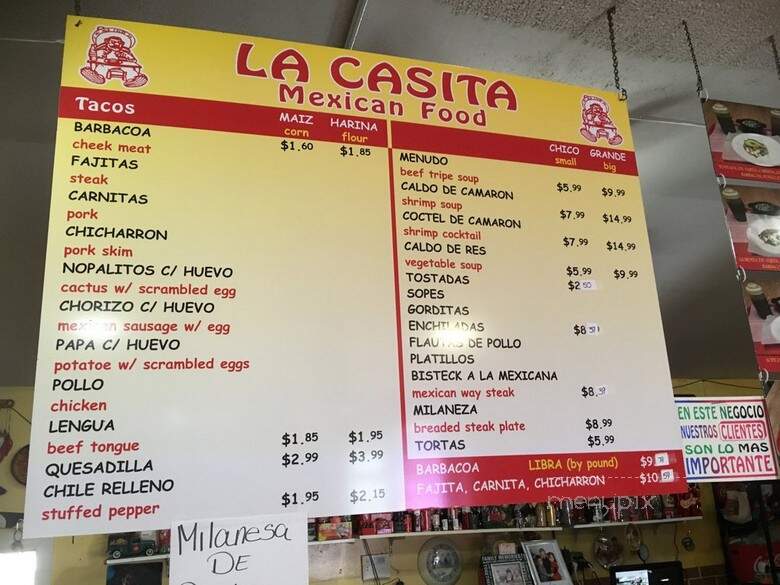 LA CASITA
Mexican Food
Tacos
MAIZ HARINA
corn flour
BARBACOA
cheek meat $1.60 $1.85
FAJITAS
steak
CARNITAS
pork
CHICHARRON
pork skim
NOPALITOS C/ HUEVO
cactus w/ scrambled egg
CHORIZO C/ HUEVO
mexican sausage w/ egg
PAPA C/ HUEVO
potatoe w/ scrambled eggs
POLLO
chicken
LENGUA
beef tongue $1.85 $1.95
QUESADILLA $2.99 $3.99
CHILE RELLENO
stuffed pepper $1.95 $2.15
CHICO GRANDE
small big
MENUDO
beef tripe soup $5.99 $9.99
CALDO DE CAMARON
shrimp soup $7.99 $14.99
COCTEL DE CAMARON
shrimp cocktail $7.99 $14.99
CALDO DE RES
vegetable soup $5.99 $9.99
TOSTADAS $2.50
SOPES
GORDITAS
ENCHILADAS $8
FLAUTAS DE POLLO
PLATILLOS
BISTECK A LA MEXICANA
mexican way steak $8.
MILANEZA
breaded steak plate $8.99
TORTAS $5.99
BARBACOA LIBRA (by pound) $9
FAJITA, CARNITA, CHICHARRON $10
menupix
EN ESTE NEGOCIO
NUESTROS CLIENTES
SON LO MAS
IMPORTANTE
Milanesa
DE